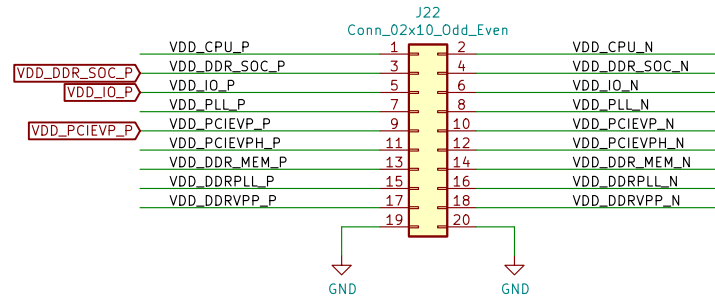 J22
Conn_02x10_Odd_Even
VDD_CPU_P 1 2 VDD_CPU_N
VDD_DDR_SOC_P VDD_DDR_SOC_P 3 4 VDD_DDR_SOC_N
VDD_IO_P VDD_IO_P 5 6 VDD_IO_N
VDD_PLL_P 7 8 VDD_PLL_N
VDD_PCIEVP_P VDD_PCIEVP_P 9 10 VDD_PCIEVP_N
VDD_PCIEVPH_P 11 12 VDD_PCIEVPH_N
VDD_DDR_MEM_P 13 14 VDD_DDR_MEM_N
VDD_DDRPLL_P 15 16 VDD_DDRPLL_N
VDD_DDRVPP_P 17 18 VDD_DDRVPP_N
19 20
GND GND